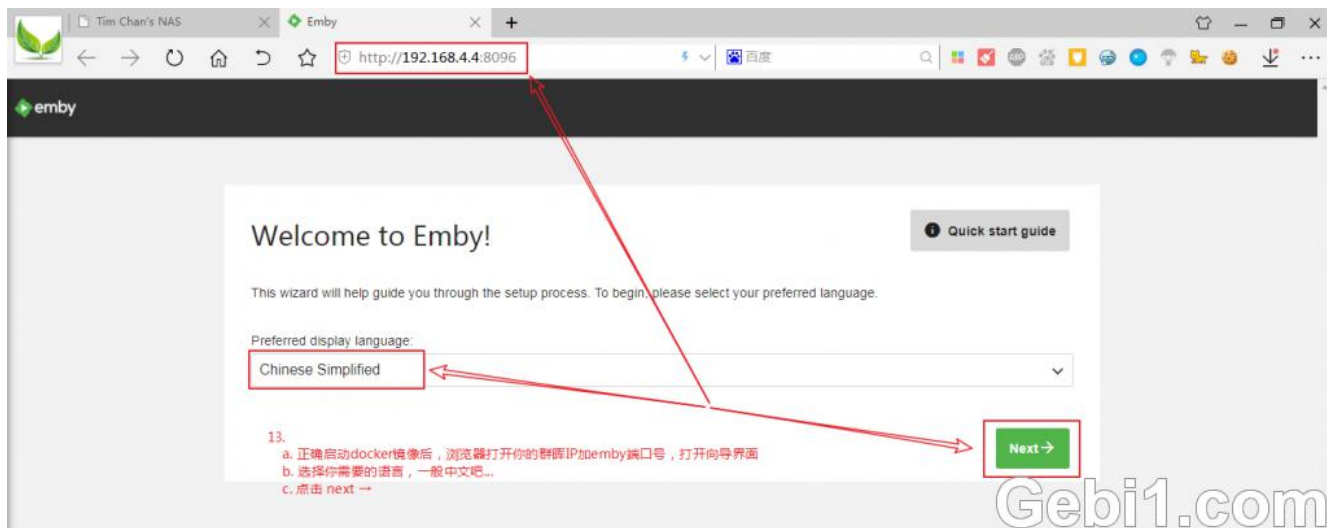 Tim Chan's NAS
Emby
http://192.168.4.4:8096
百度
emby
Welcome to Emby!
Quick start guide
This wizard will help guide you through the setup process. To begin, please select your preferred language.
Preferred display language:
Chinese Simplified
13.
a. 正确启动docker镜像后，浏览器打开你的群晖IP加emby端口号，打开向导界面
b. 选择你需要的语言，一般中文吧...
c. 点击 next →
Next →
Gebi1.com